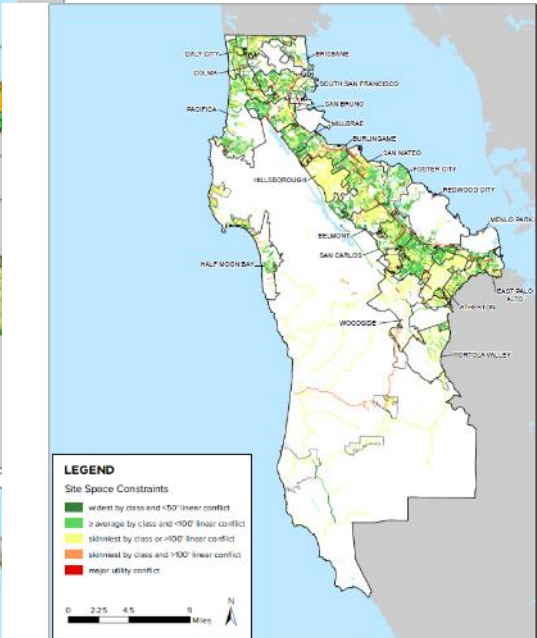 DALY CITY
BRISBANE
COLMA
SOUTH SAN FRANCISCO
PACIFICA
SAN BRUNO
MILLBRAE
BURLINGAME
SAN MATEO
HILLSBOROUGH
FOSTER CITY
REDWOOD CITY
MENLO PARK
BELMONT
SAN CARLOS
HALF MOON BAY
EAST PALO
ALTO
ATHERTON
WOODSIDE
PORTOLA VALLEY
LEGEND
Site Space Constraints
widest by class and <50' linear conflict
≥ average by class and <100' linear conflict
skinniest by class or >100' linear conflict
skinniest by class and >100' linear conflict
major utility conflict
0 2.25 4.5 9
Miles
N